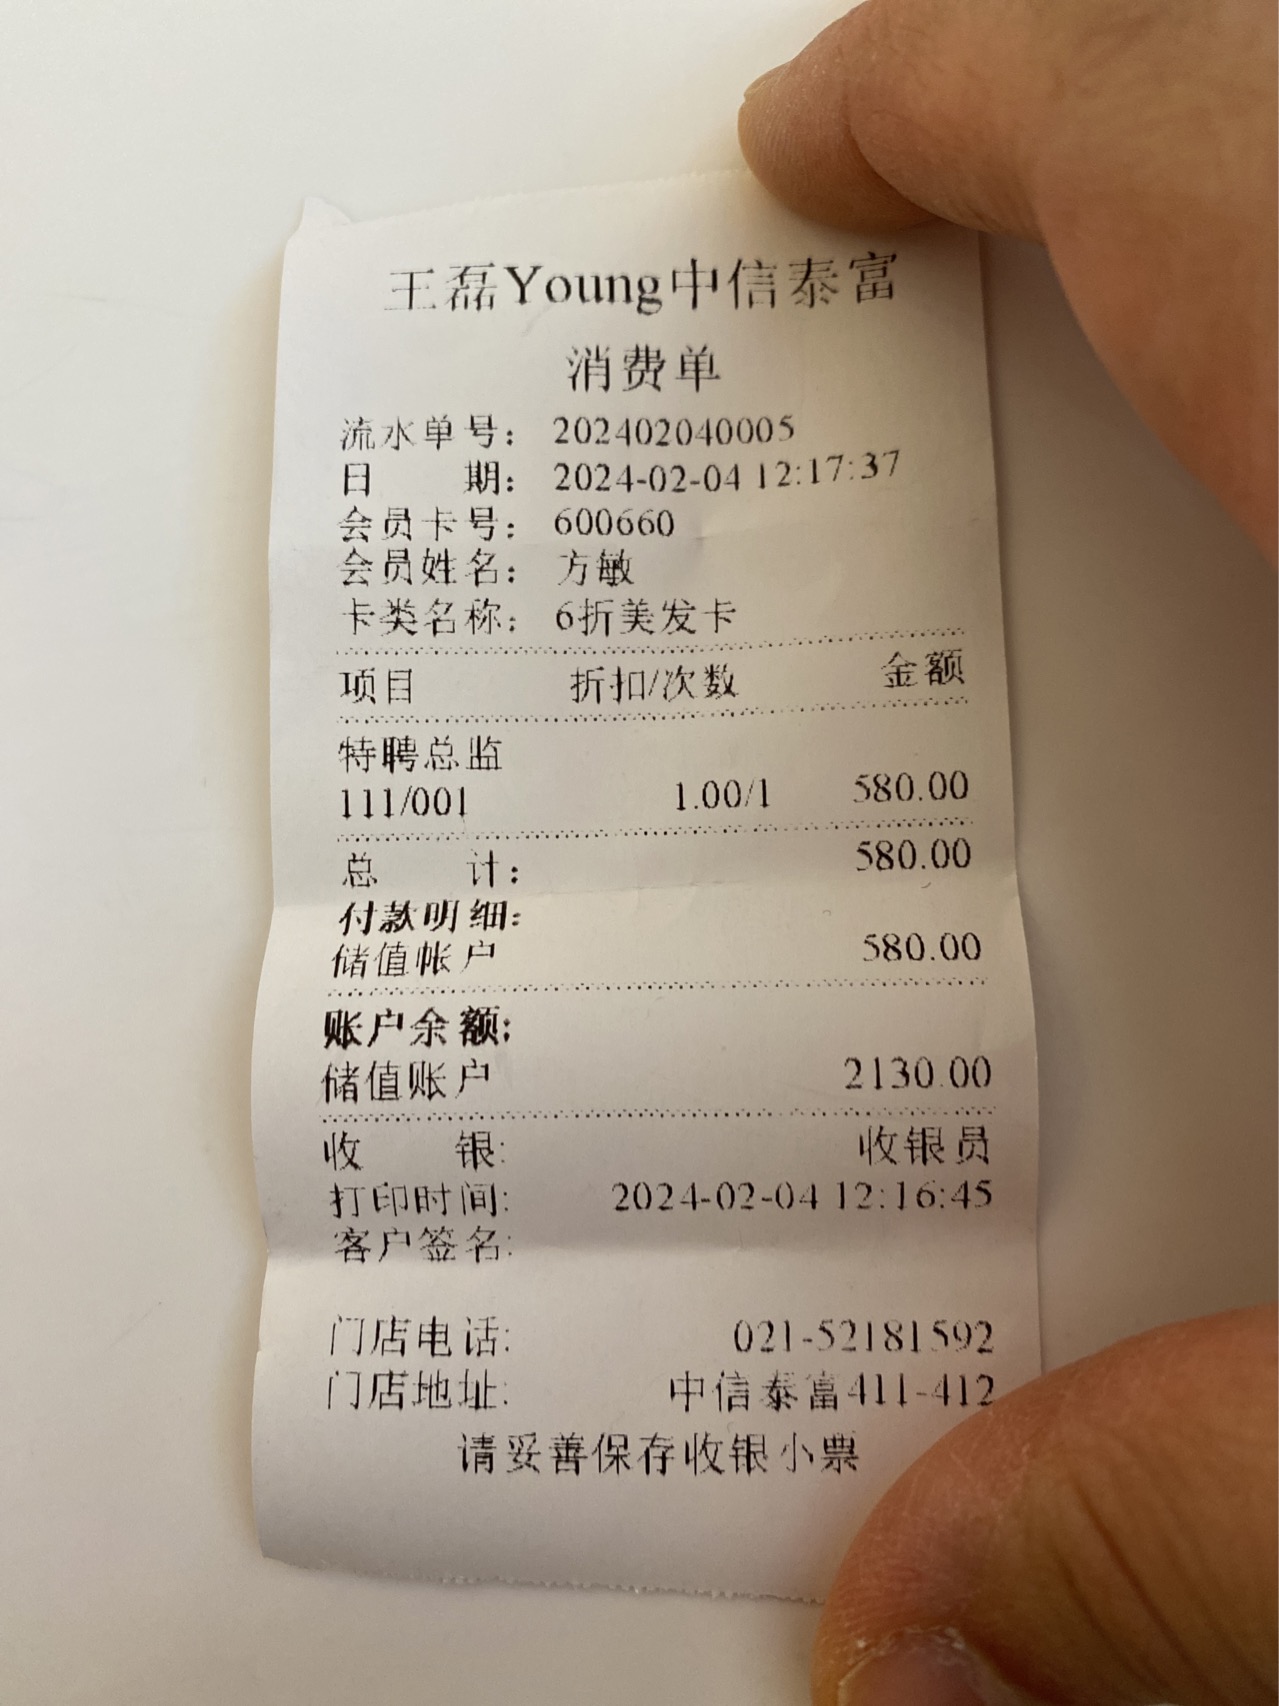 王磊Young中信泰富
消费单
流水单号： 202402040005
日 期： 2024-02-04 12:17:37
会员卡号： 600660
会员姓名： 方敏
卡类名称： 6折美发卡
项目 折扣/次数 金额
特聘总监
111/001 1.00/1 580.00
总 计： 580.00
付款明细:
储值帐户 580.00
账户余额:
储值账户 2130.00
收 银: 收银员
打印时间: 2024-02-04 12:16:45
客户签名:
门店电话: 021-52181592
门店地址: 中信泰富411-412
请妥善保存收银小票